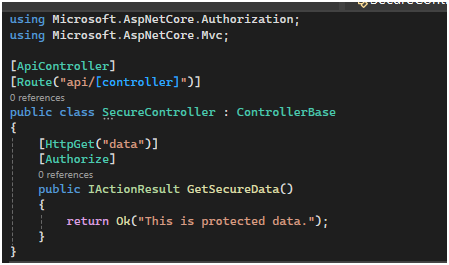 SecureContr
using Microsoft.AspNetCore.Authorization;
using Microsoft.AspNetCore.Mvc;
[ApiController]
[Route("api/[controller]")]
0 references
public class SecureController : ControllerBase
{
[HttpGet("data")]
[Authorize]
0 references
public IActionResult GetSecureData()
{
return Ok("This is protected data.");
}
}